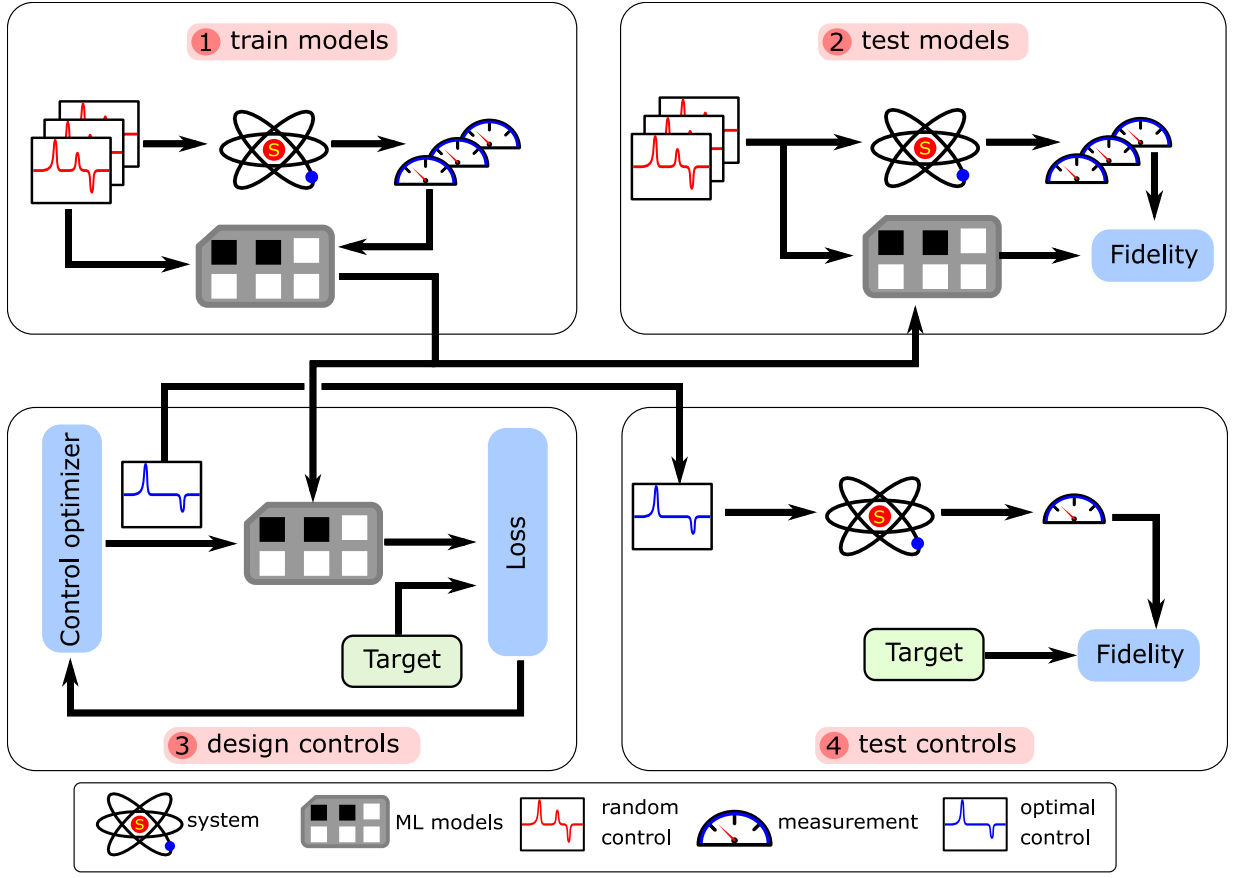 1 train models
S
2 test models
S
Fidelity
Control optimizer
Loss
Target
3 design controls
S
Target
Fidelity
4 test controls
S
system
ML models
random
control
measurement
optimal
control